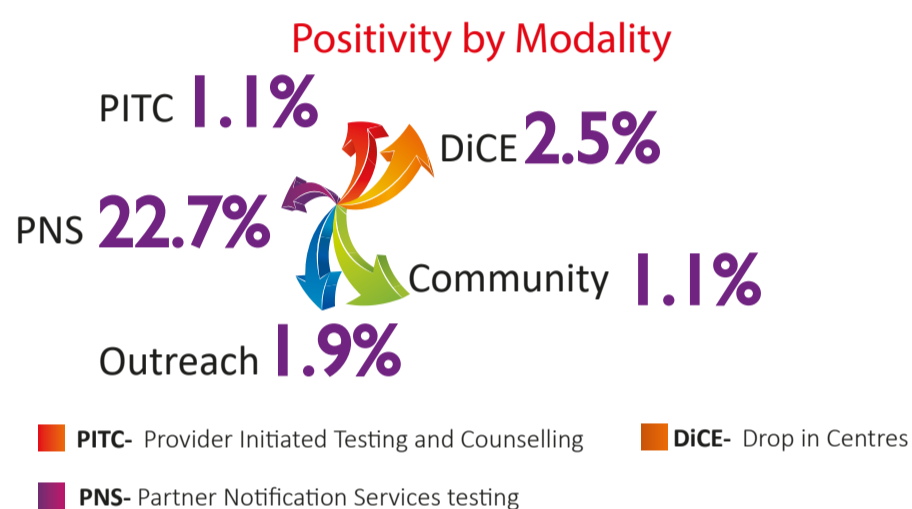 Positivity by Modality
PITC 1.1%
DiCE 2.5%
PNS 22.7%
Community 1.1%
Outreach 1.9%
PITC- Provider Initiated Testing and Counselling
DiCE- Drop in Centres
PNS- Partner Notification Services testing